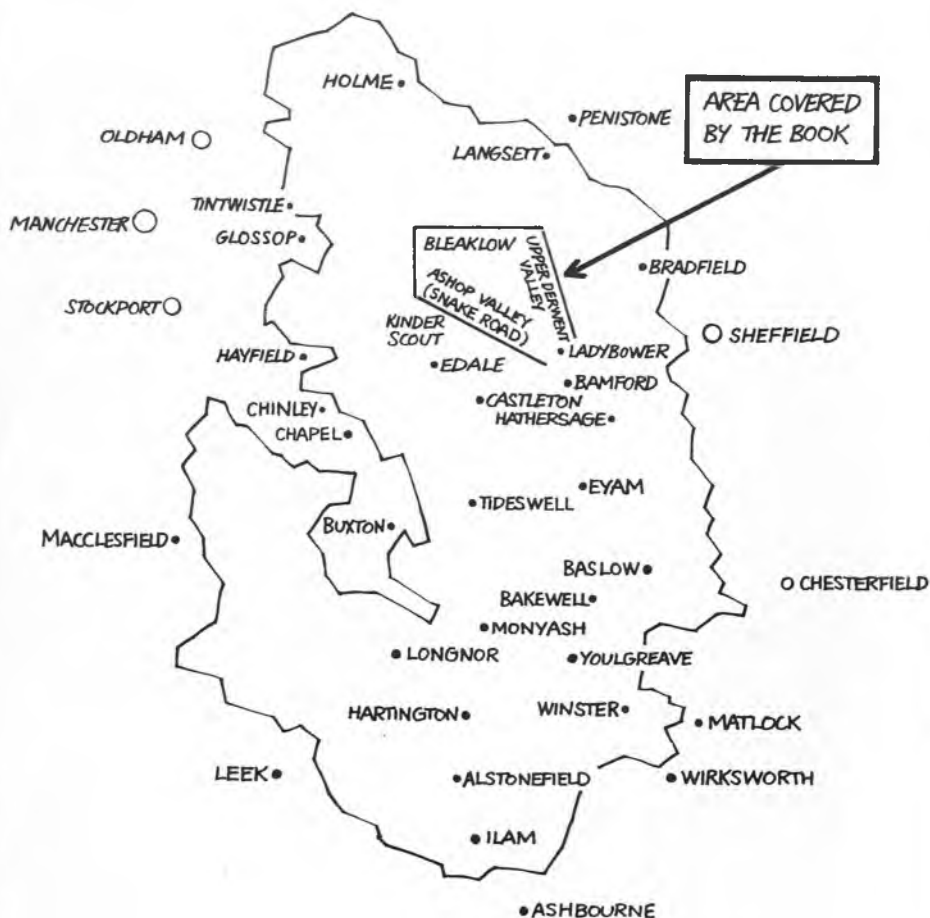 HOLME
AREA COVERED
BY THE BOOK
PENISTONE
OLDHAM
LANGSETT
TINTWISTLE
MANCHESTER
GLOSSOP
BLEAKLOW
UPPER DERWENT
VALLEY
BRADFIELD
ASHOP VALLEY
(SNAKE ROAD)
STOCKPORT
KINDER
SCOUT
SHEFFIELD
HAYFIELD
EDALE
LADYBOWER
BAMFORD
CASTLETON
HATHERSAGE
CHINLEY
CHAPEL
EYAM
TIDESWELL
BUXTON
MACCLESFIELD
BASLOW
CHESTERFIELD
BAKEWELL
MONYASH
LONGNOR
YOULGREAVE
HARTINGTON
WINSTER
MATLOCK
LEEK
ALSTONEFIELD
WIRKSWORTH
ILAM
ASHBOURNE